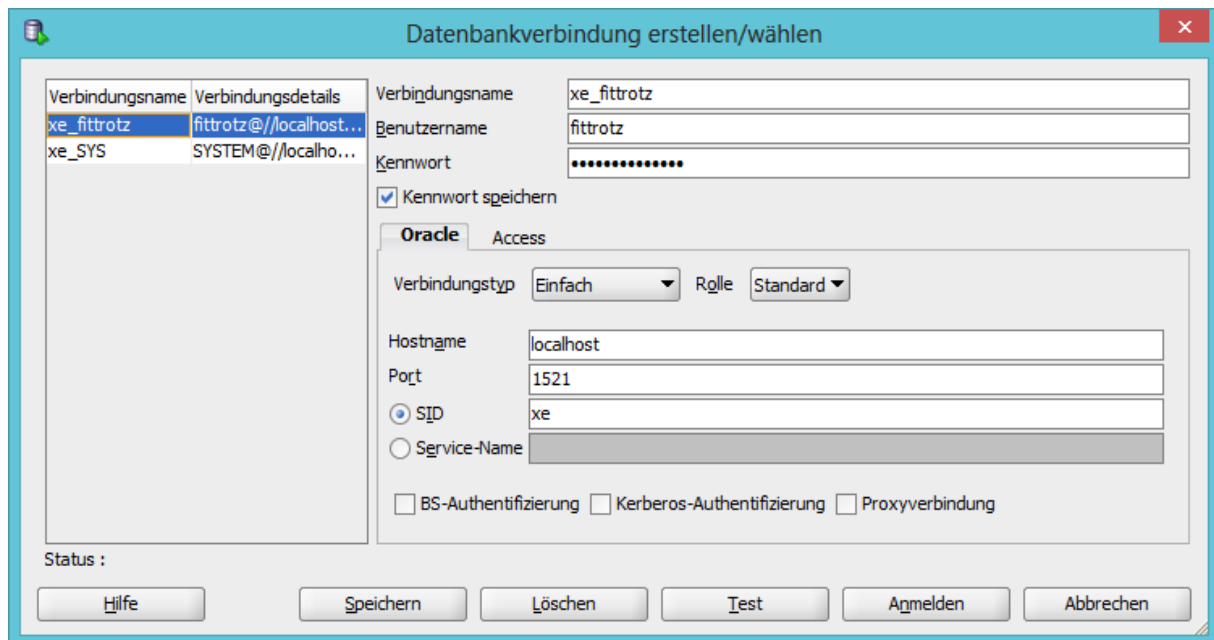 Datenbankverbindung erstellen/wählen
Verbindungsname Verbindungsdetails
xe_fittrotz fittrotz@//localhost...
xe_SYS SYSTEM@//localho...
Verbindungsname xe_fittrotz
Benutzername fittrotz
Kennwort ••••••••••••••
Kennwort speichern
Oracle Access
Verbindungstyp Einfach Rolle Standard
Hostname localhost
Port 1521
SID xe
Service-Name
BS-Authentifizierung Kerberos-Authentifizierung Proxyverbindung
Status :
Hilfe Speichern Löschen Test Anmelden Abbrechen